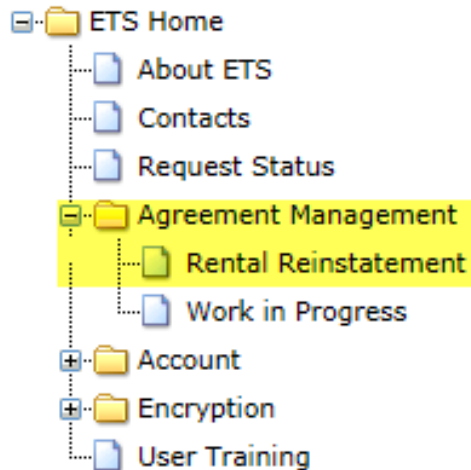 ETS Home
About ETS
Contacts
Request Status
Agreement Management
Rental Reinstatement
Work in Progress
Account
Encryption
User Training